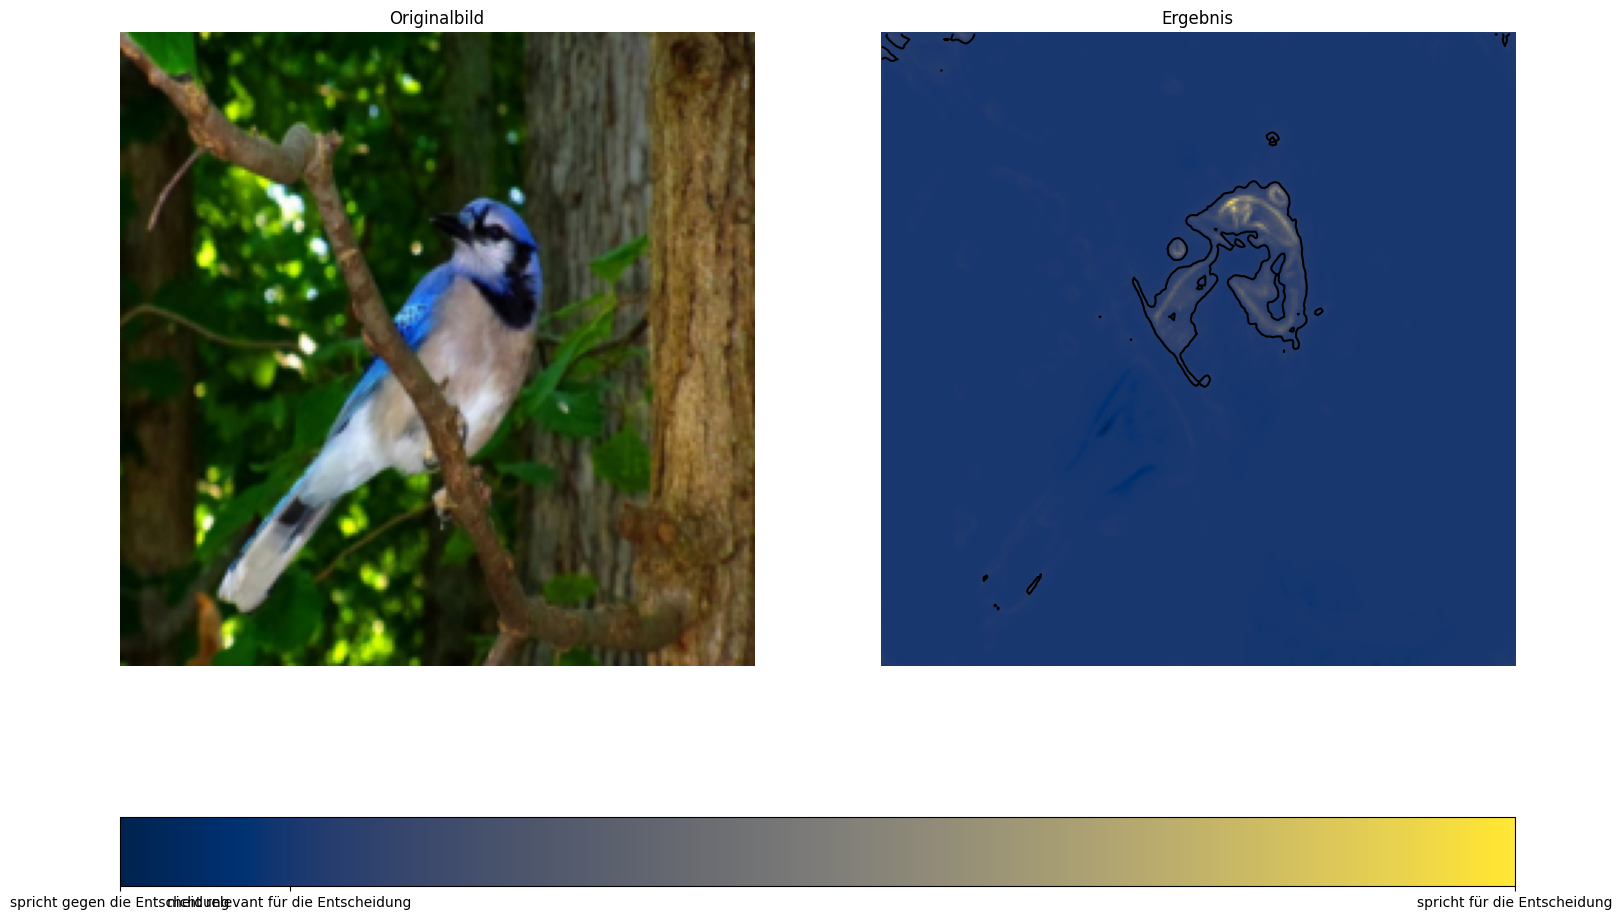 Originalbild
Ergebnis
spricht gegen die Entscheidung
nicht relevant für die Entscheidung
spricht für die Entscheidung